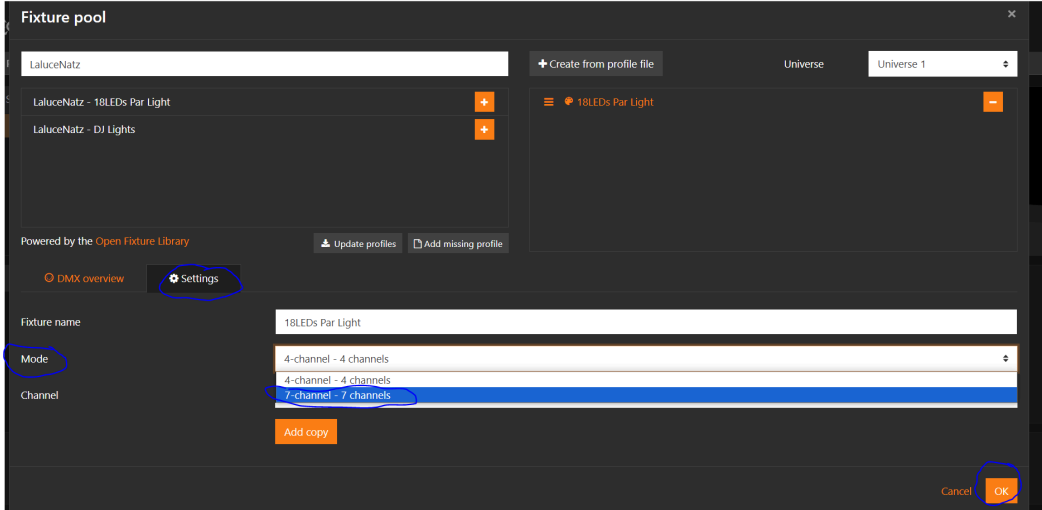 Fixture pool
×
LaluceNatz
+ Create from profile file
Universe
Universe 1
LaluceNatz - 18LEDs Par Light
LaluceNatz - DJ Lights
18LEDs Par Light
Powered by the Open Fixture Library
Update profiles
Add missing profile
DMX overview
Settings
Fixture name
18LEDs Par Light
Mode
4-channel - 4 channels
4-channel - 4 channels
7-channel - 7 channels
Channel
Add copy
Cancel
OK